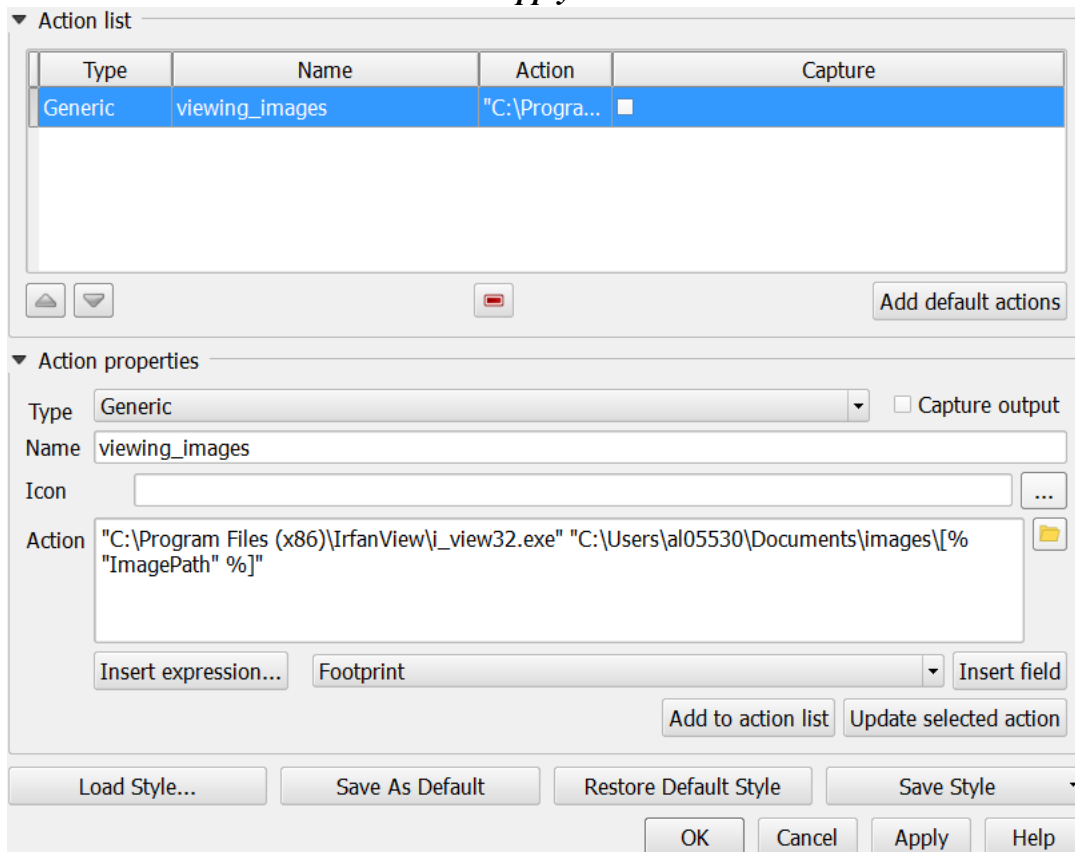 Action list
Type Name Action Capture
Generic viewing_images "C:\Progra...
Add default actions
Action properties
Type Generic Capture output
Name viewing_images
Icon ...
Action "C:\Program Files (x86)\IrfanView\i_view32.exe" "C:\Users\al05530\Documents\images\[%
"ImagePath" %]"
Insert expression... Footprint Insert field
Add to action list Update selected action
Load Style... Save As Default Restore Default Style Save Style
OK Cancel Apply Help